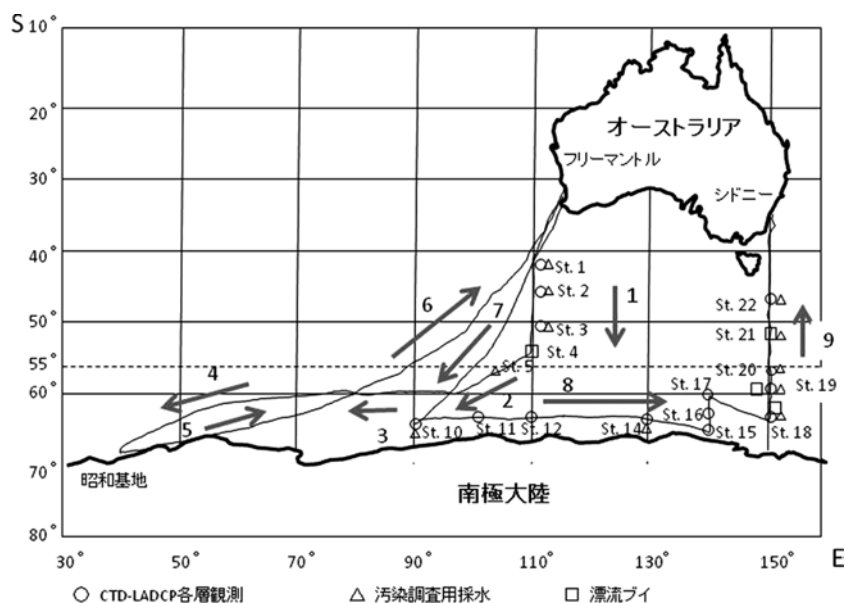 S
10°
20°
30°
40°
50°
55°
60°
70°
80°
30°
50°
70°
90°
110°
130°
150°
E
オーストラリア
フリーマントル
シドニー
St. 1
St. 2
St. 3
St. 4
St. 5
1
6
7
4
5
3
2
8
9
St. 22
St. 21
St. 20
St. 19
St. 17
St. 16
St. 10
St. 11
St. 12
St. 14
St. 15
St. 18
昭和基地
南極大陸
○ CTD-LADCP各層観測 △ 汚染調査用採水 □ 漂流ブイ